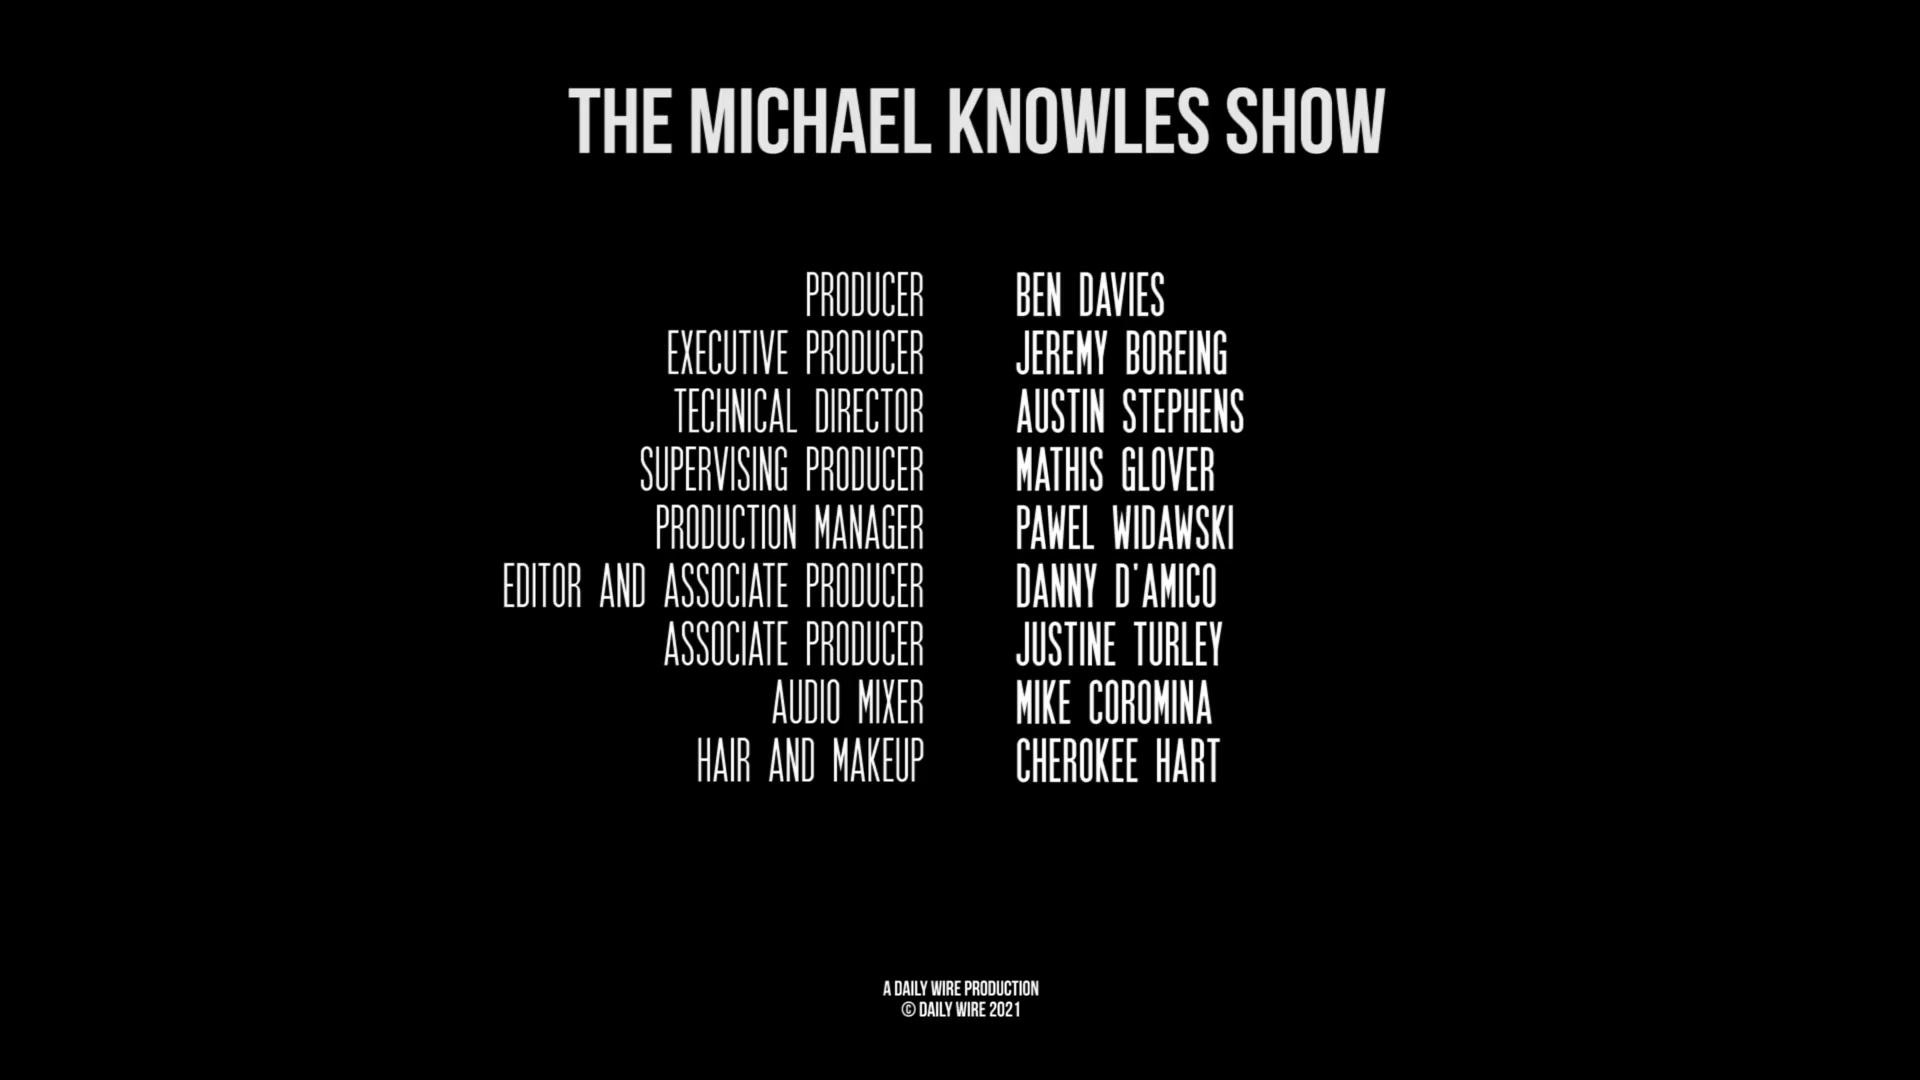 THE MICHAEL KNOWLES SHOW
PRODUCER BEN DAVIES
EXECUTIVE PRODUCER JEREMY BOREING
TECHNICAL DIRECTOR AUSTIN STEPHENS
SUPERVISING PRODUCER MATHIS GLOVER
PRODUCTION MANAGER PAWEL WIDAWSKI
EDITOR AND ASSOCIATE PRODUCER DANNY D'AMICO
ASSOCIATE PRODUCER JUSTINE TURLEY
AUDIO MIXER MIKE COROMINA
HAIR AND MAKEUP CHEROKEE HART
A DAILY WIRE PRODUCTION
© DAILY WIRE 2021